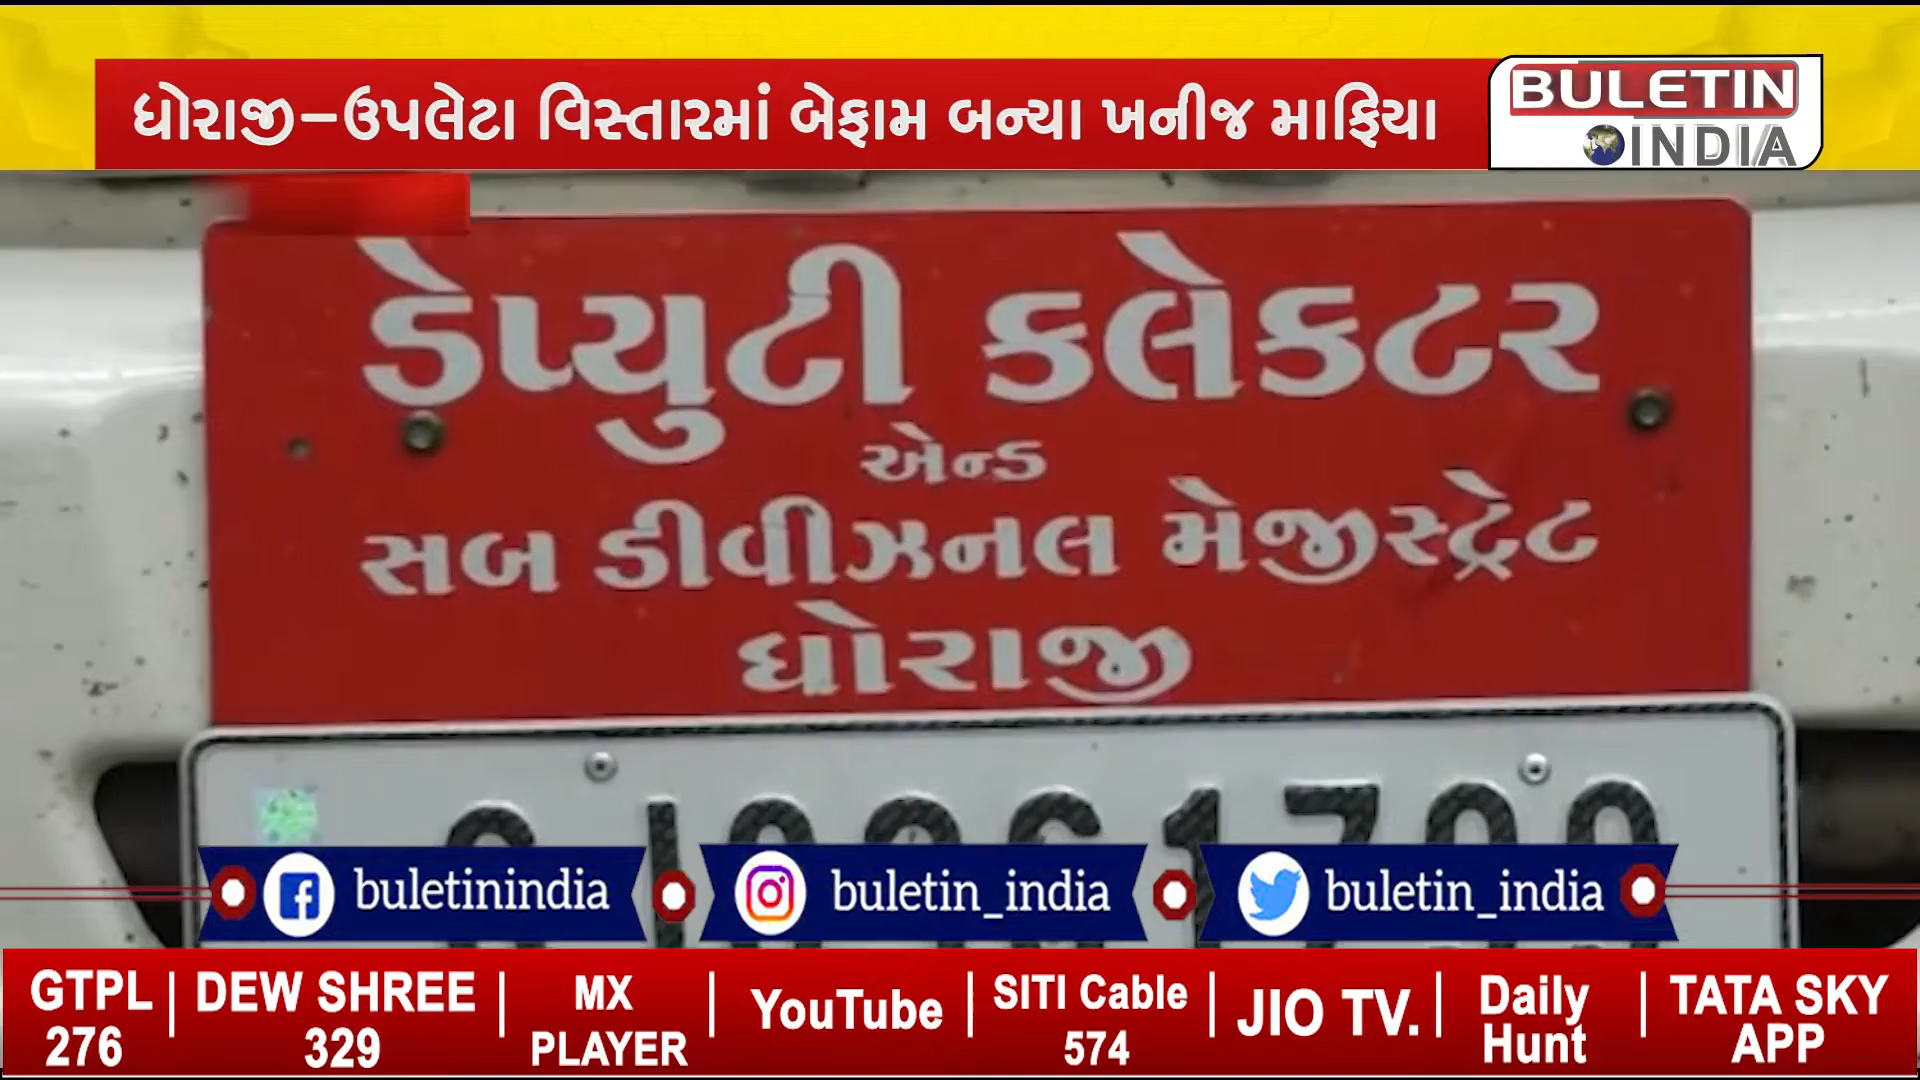 ધોરાજી-ઉપલેટા વિસ્તારમાં બેફામ બન્યા ખનીજ માફિયા
BULETIN
INDIA
ડેપ્યુટી કલેક્ટર
એન્ડ
સબ ડીવીઝનલ મેજીસ્ટ્રેટ
ધોરાજી
buletinindia
buletin_india
buletin_india
GTPL
276
DEW SHREE
329
MX
PLAYER
YouTube
SITI Cable
574
JIO TV.
Daily
Hunt
TATA SKY
APP